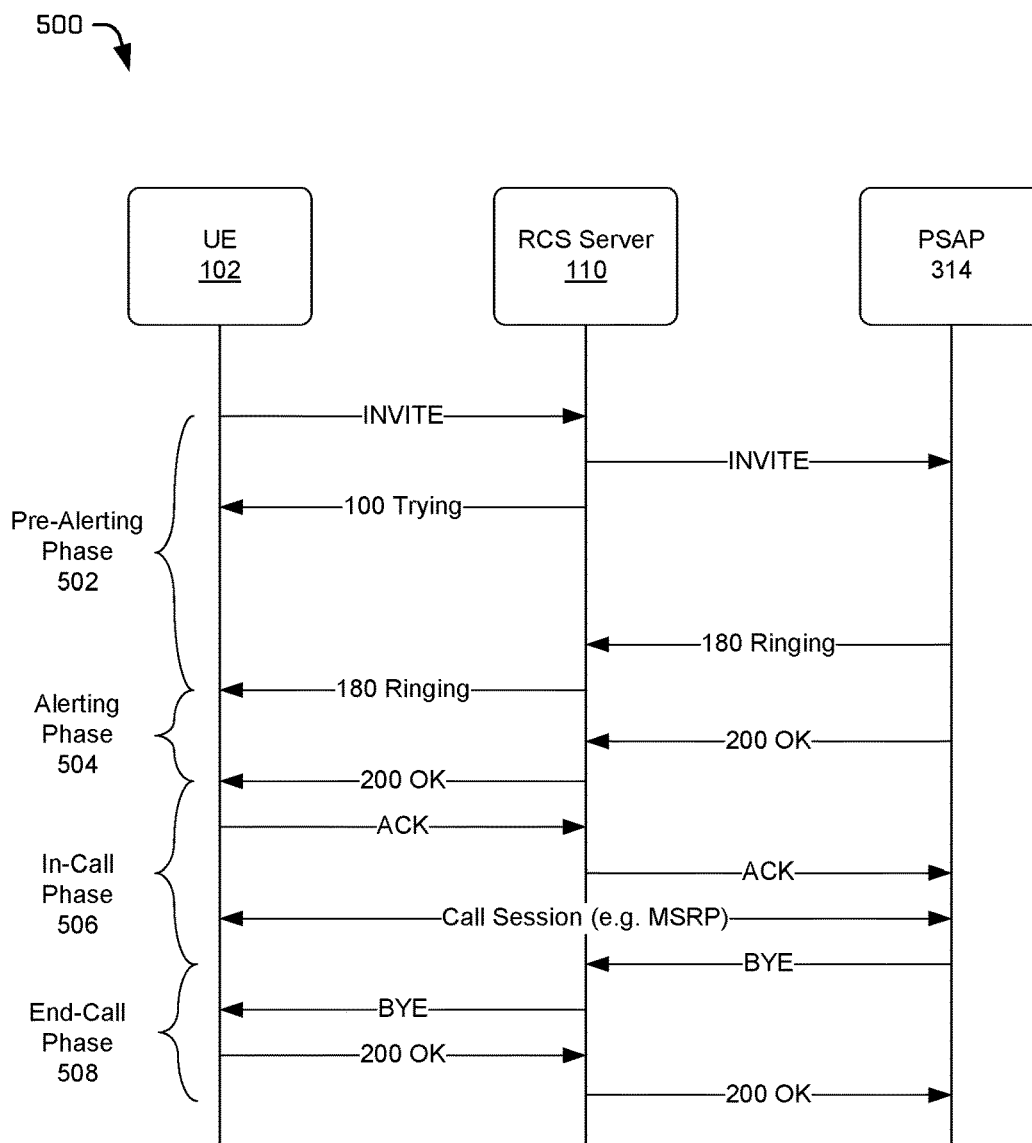 500
UE
102
RCS Server
110
PSAP
314
INVITE
INVITE
100 Trying
Pre-Alerting
Phase
502
180 Ringing
180 Ringing
Alerting
Phase
504
200 OK
200 OK
ACK
In-Call
Phase
506
ACK
Call Session (e.g. MSRP)
BYE
End-Call
Phase
508
BYE
200 OK
200 OK